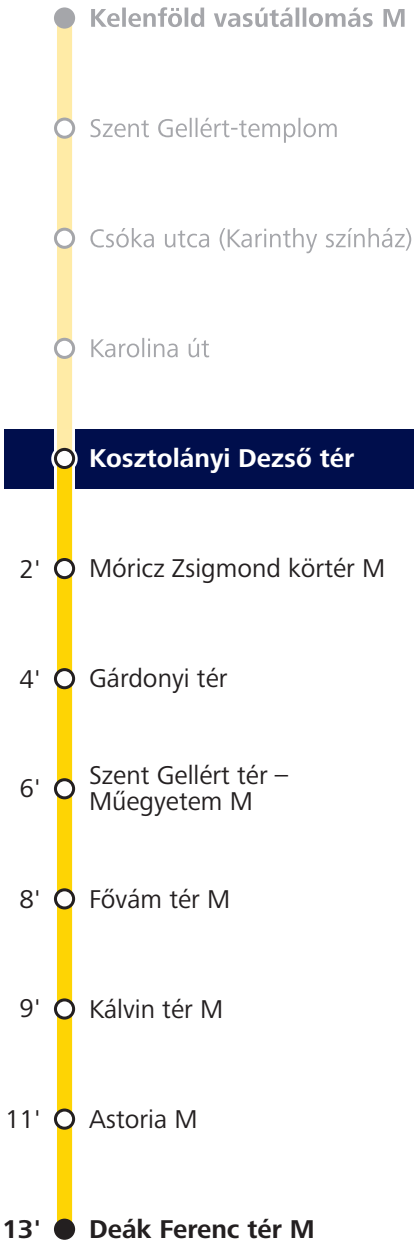 Kelenföld vasútállomás M
Szent Gellért-templom
Csóka utca (Karinthy színház)
Karolina út
Kosztolányi Dezső tér
2' Móricz Zsigmond körtér M
4' Gárdonyi tér
6' Szent Gellért tér –
Műegyetem M
8' Fővám tér M
9' Kálvin tér M
11' Astoria M
13' Deák Ferenc tér M